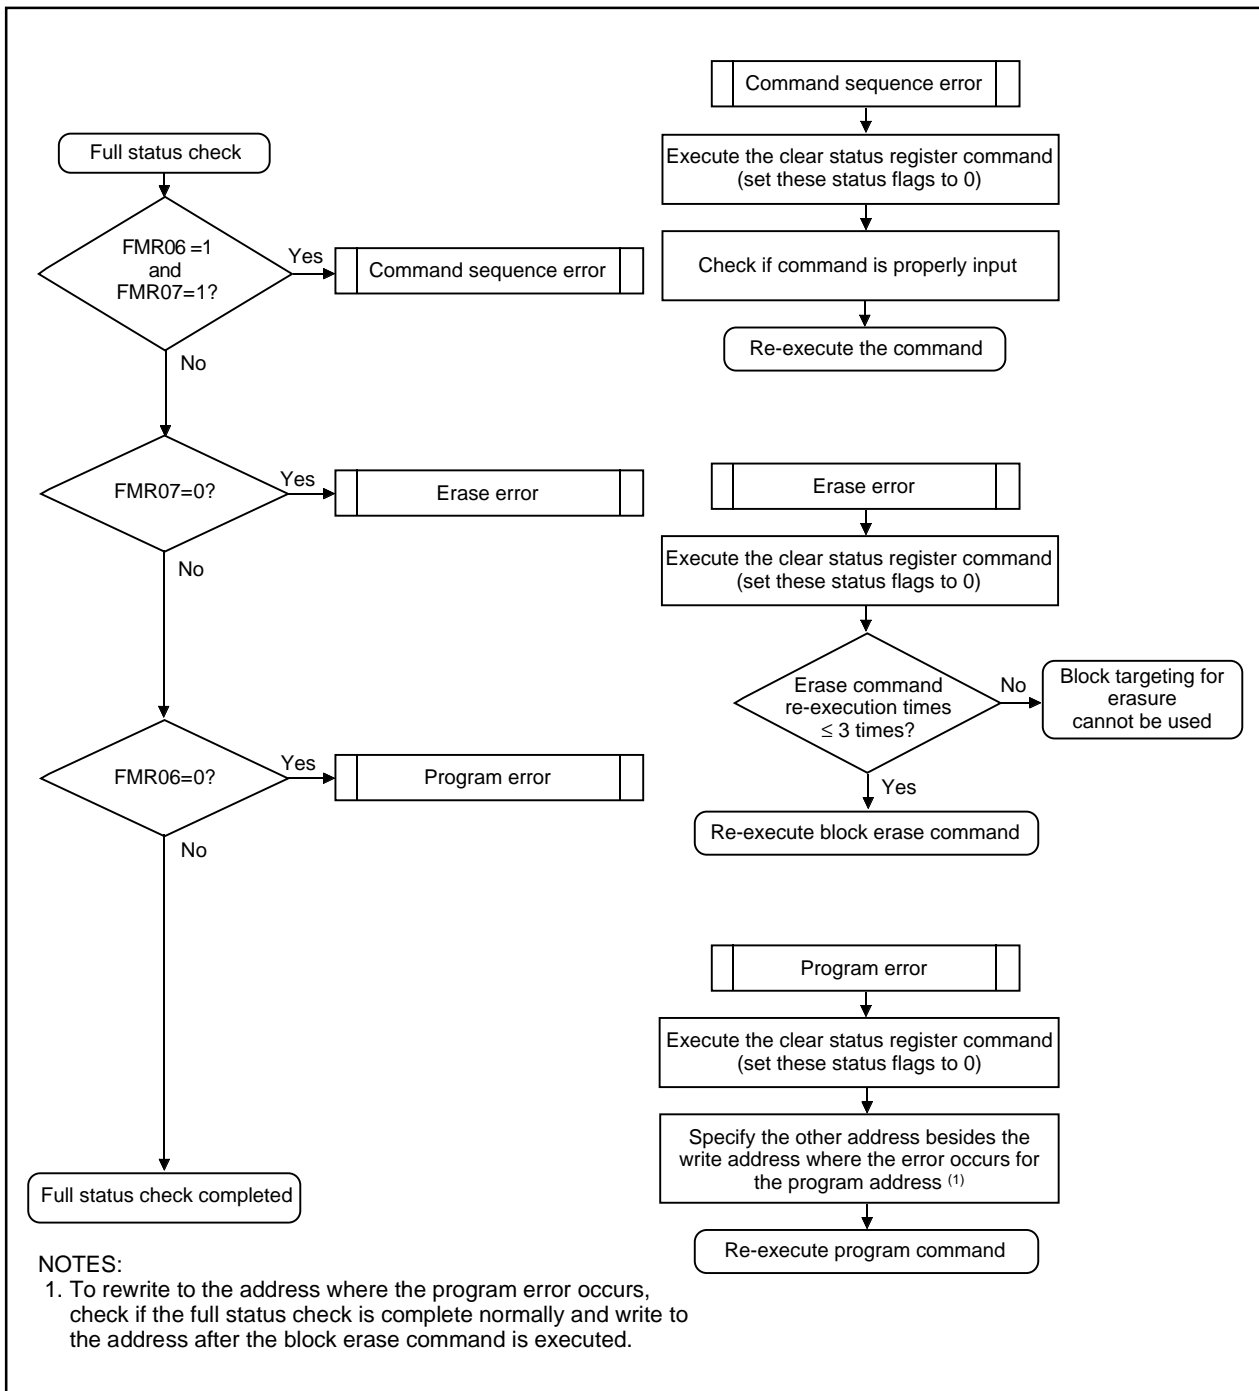 Full status check
FMR06 =1
and
FMR07=1?
Yes
Command sequence error
No
FMR07=0?
Yes
Erase error
No
FMR06=0?
Yes
Program error
No
Full status check completed
Command sequence error
Execute the clear status register command
(set these status flags to 0)
Check if command is properly input
Re-execute the command
Erase error
Execute the clear status register command
(set these status flags to 0)
Erase command
re-execution times
≤ 3 times?
No
Block targeting for
erasure
cannot be used
Yes
Re-execute block erase command
Program error
Execute the clear status register command
(set these status flags to 0)
Specify the other address besides the
write address where the error occurs for
the program address (1)
Re-execute program command
NOTES:
1. To rewrite to the address where the program error occurs,
check if the full status check is complete normally and write to
the address after the block erase command is executed.